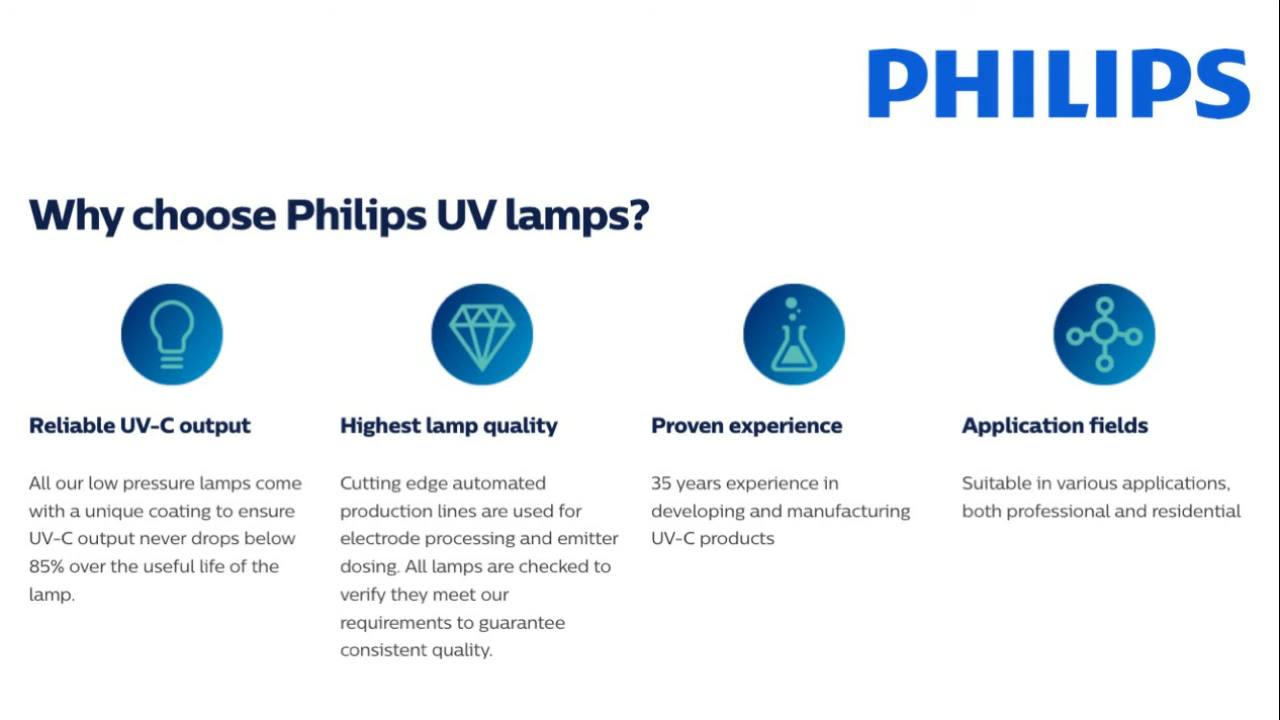 PHILIPS
Why choose Philips UV lamps?
Reliable UV-C output
All our low pressure lamps come
with a unique coating to ensure
UV-C output never drops below
85% over the useful life of the
lamp.
Highest lamp quality
Cutting edge automated
production lines are used for
electrode processing and emitter
dosing. All lamps are checked to
verify they meet our
requirements to guarantee
consistent quality.
Proven experience
35 years experience in
developing and manufacturing
UV-C products
Application fields
Suitable in various applications,
both professional and residential